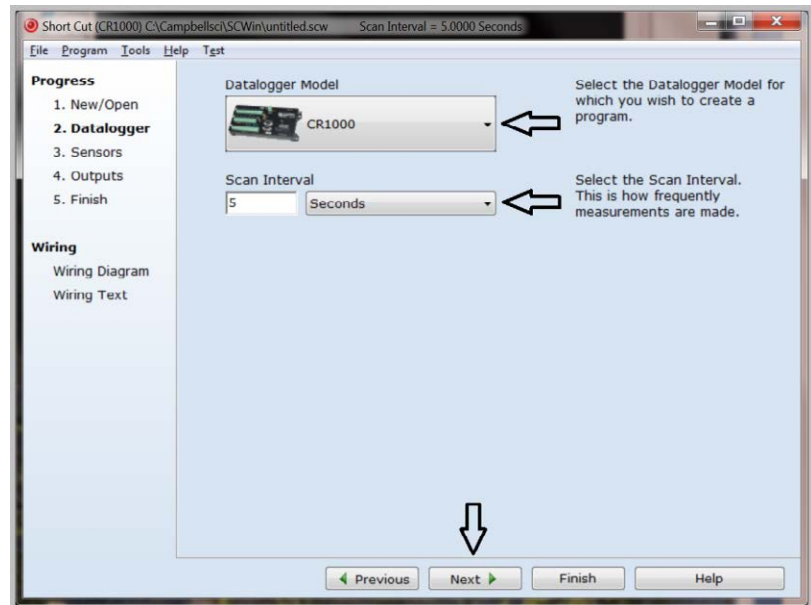 Short Cut (CR1000) C:\Campbellsci\SCWin\untitled.scw Scan Interval = 5.0000 Seconds
File Program Tools Help Test
Progress
1. New/Open
2. Datalogger
3. Sensors
4. Outputs
5. Finish
Wiring
Wiring Diagram
Wiring Text
Datalogger Model
CR1000
Select the Datalogger Model for
which you wish to create a
program.
Scan Interval
5 Seconds
Select the Scan Interval.
This is how frequently
measurements are made.
Previous Next Finish Help